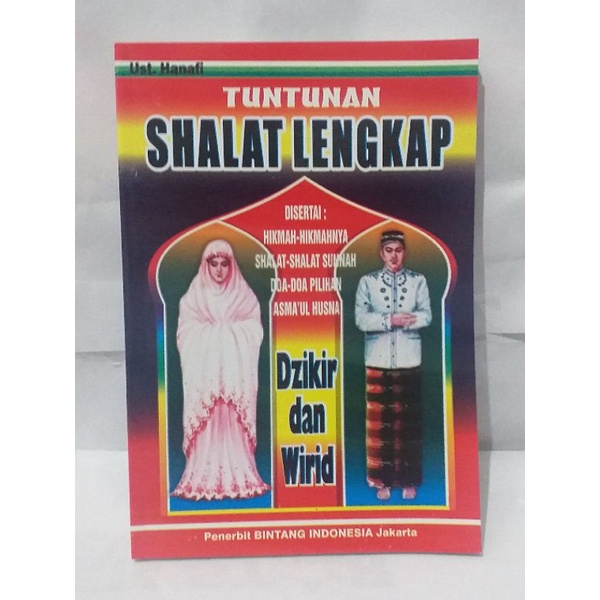 Ust. Hanafi
TUNTUNAN
SHALAT LENGKAP
DISERTAI :
HIKMAH-HIKMAHNYA
SHALAT-SHALAT SUNNAH
DOA-DOA PILIHAN
ASMA'UL HUSNA
Dzikir
dan
Wirid
Penerbit BINTANG INDONESIA Jakarta